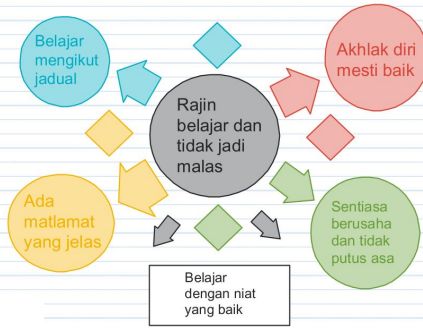 Belajar
mengikut
jadual
Akhlak diri
mesti baik
Rajin
belajar dan
tidak jadi
malas
Ada
matlamat
yang jelas
Sentiasa
berusaha
dan tidak
putus asa
Belajar
dengan niat
yang baik